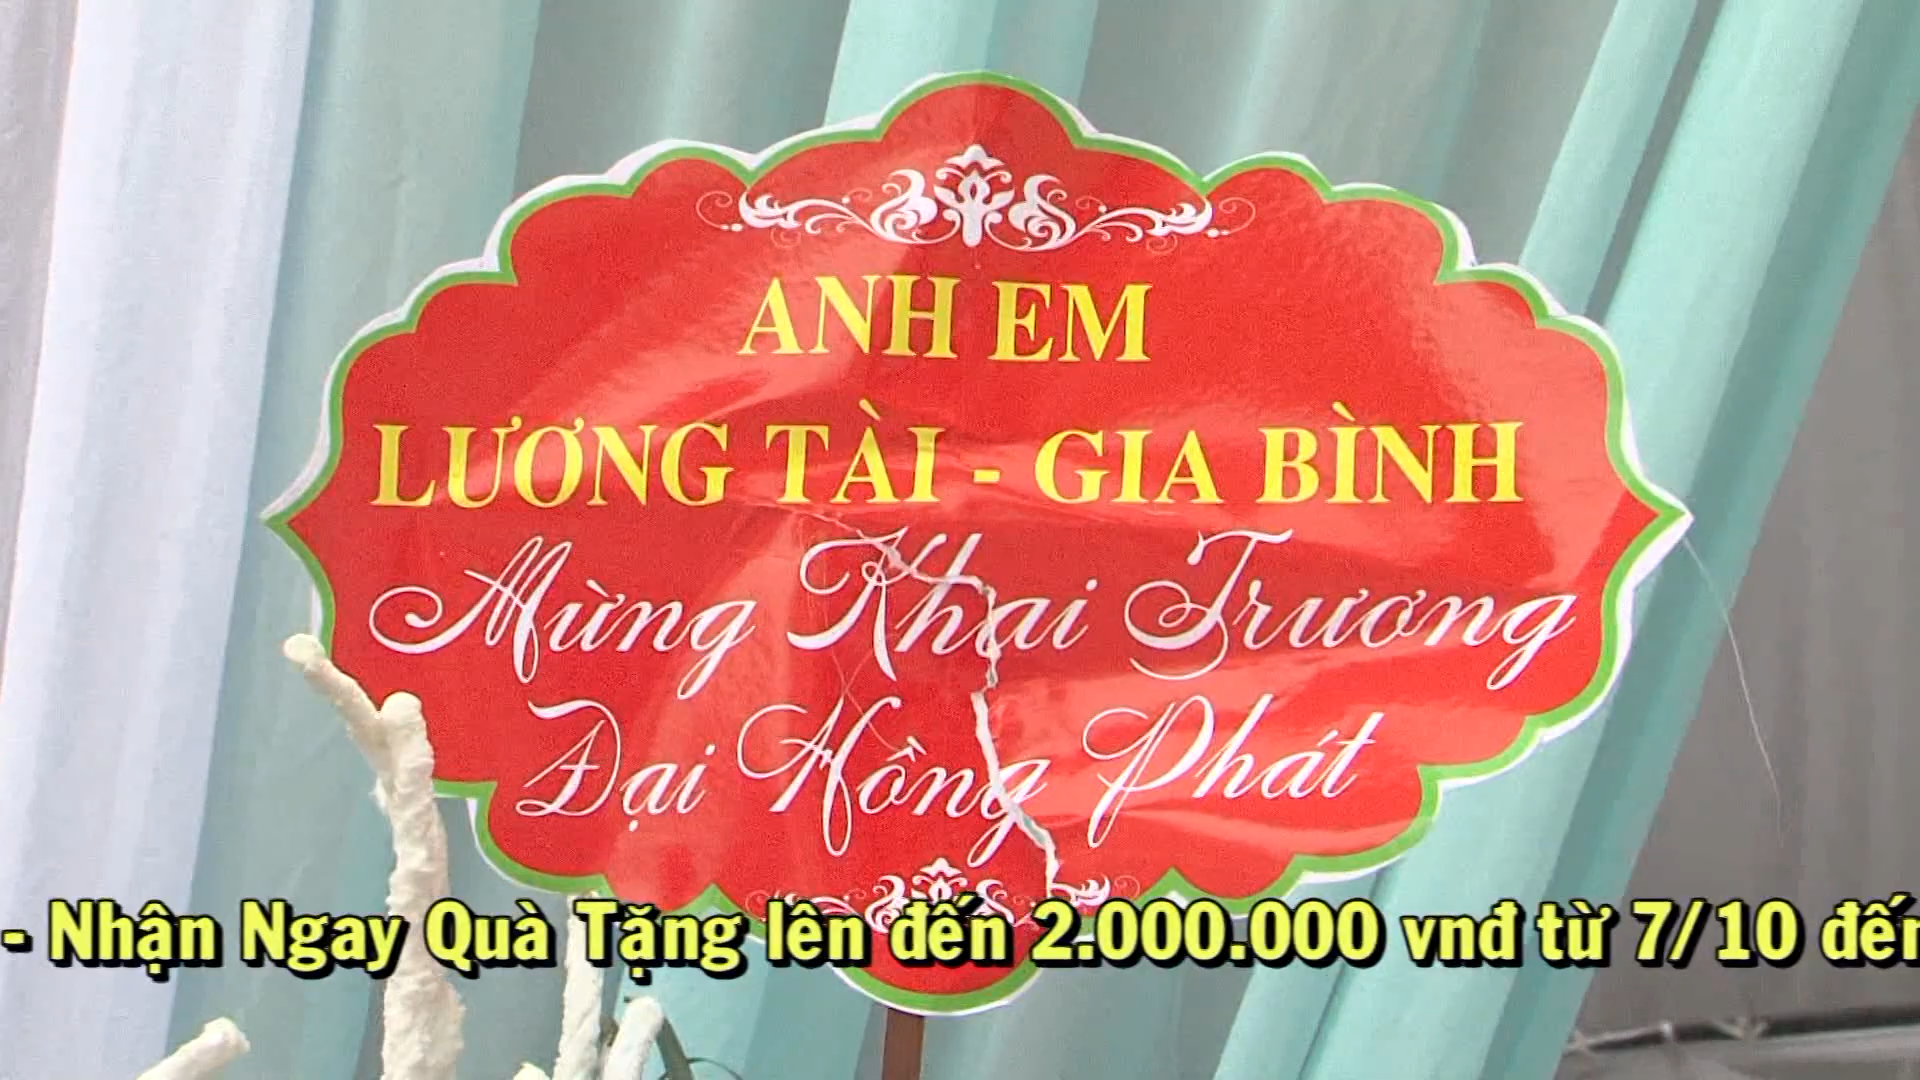 ANH EM
LƯƠNG TÀI - GIA BÌNH
Mừng Khai Trương
Đại Hồng Phát
- Nhận Ngay Quà Tặng lên đến 2.000.000 vnđ từ 7/10 đến